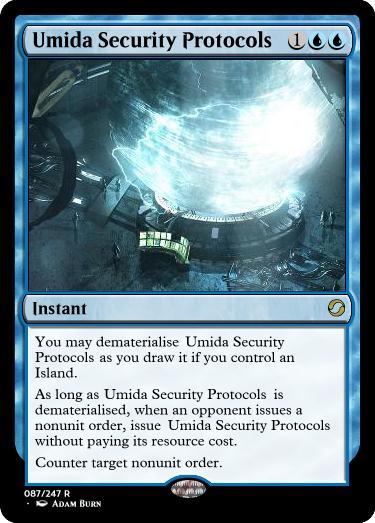 Umida Security Protocols 1
Instant
You may dematerialise Umida Security
Protocols as you draw it if you control an
Island.
As long as Umida Security Protocols is
dematerialised, when an opponent issues a
nonunit order, issue Umida Security Protocols
without paying its resource cost.
Counter target nonunit order.
087/247 R
· Adam Burn